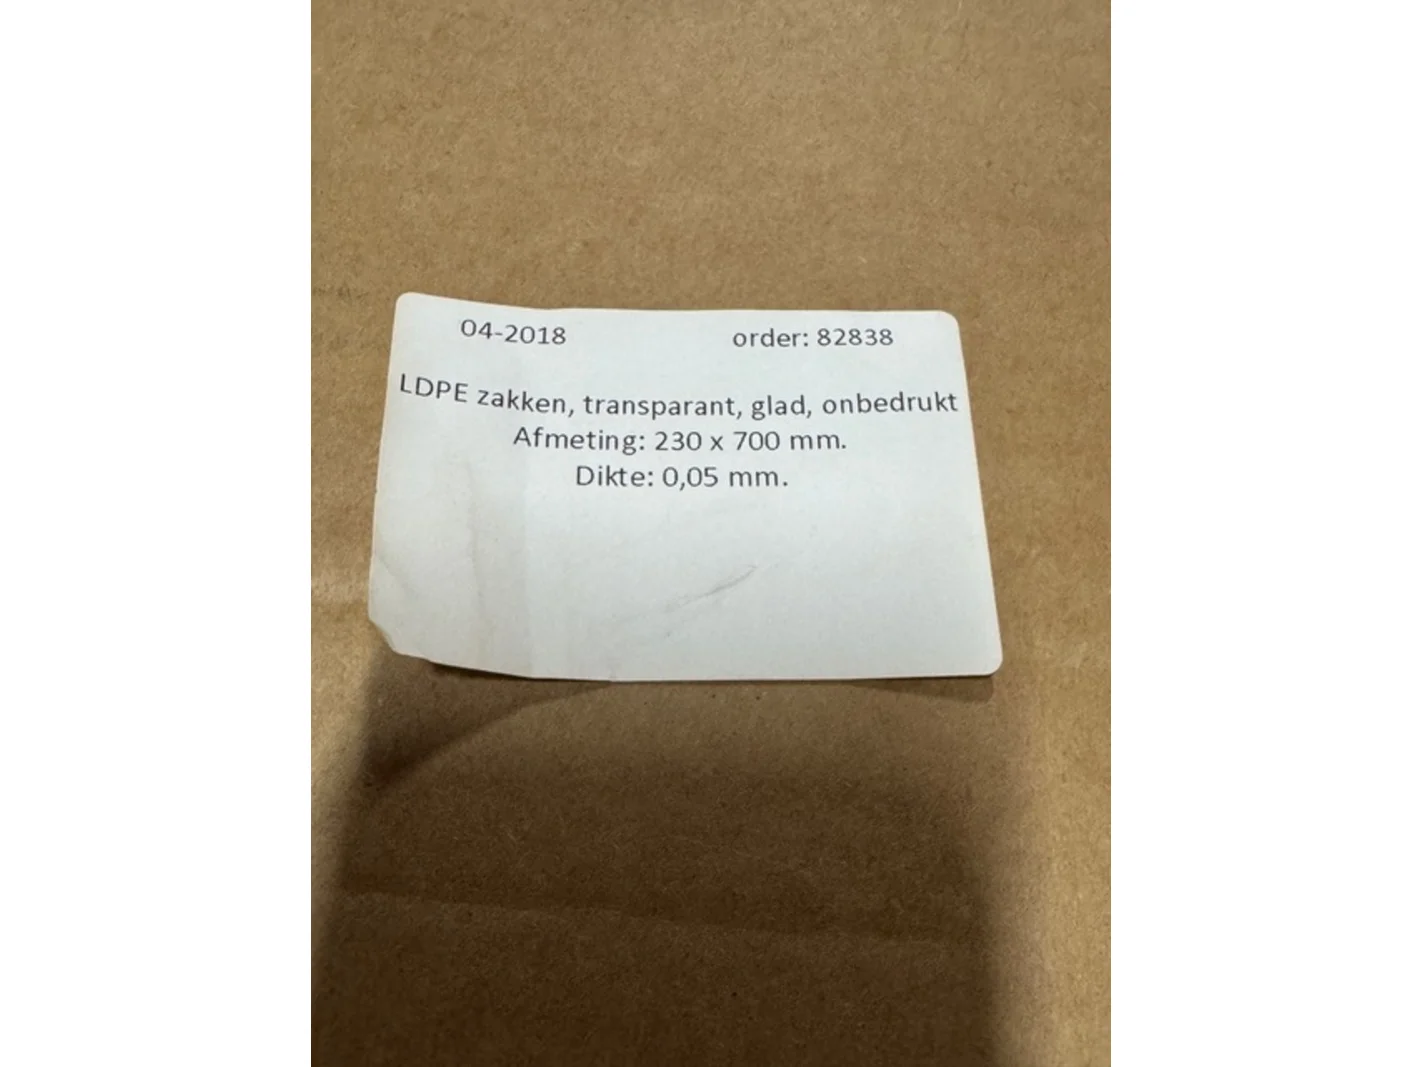 04-2018 order: 82838
LDPE zakken, transparant, glad, onbedrukt
Afmeting: 230 x 700 mm.
Dikte: 0,05 mm.